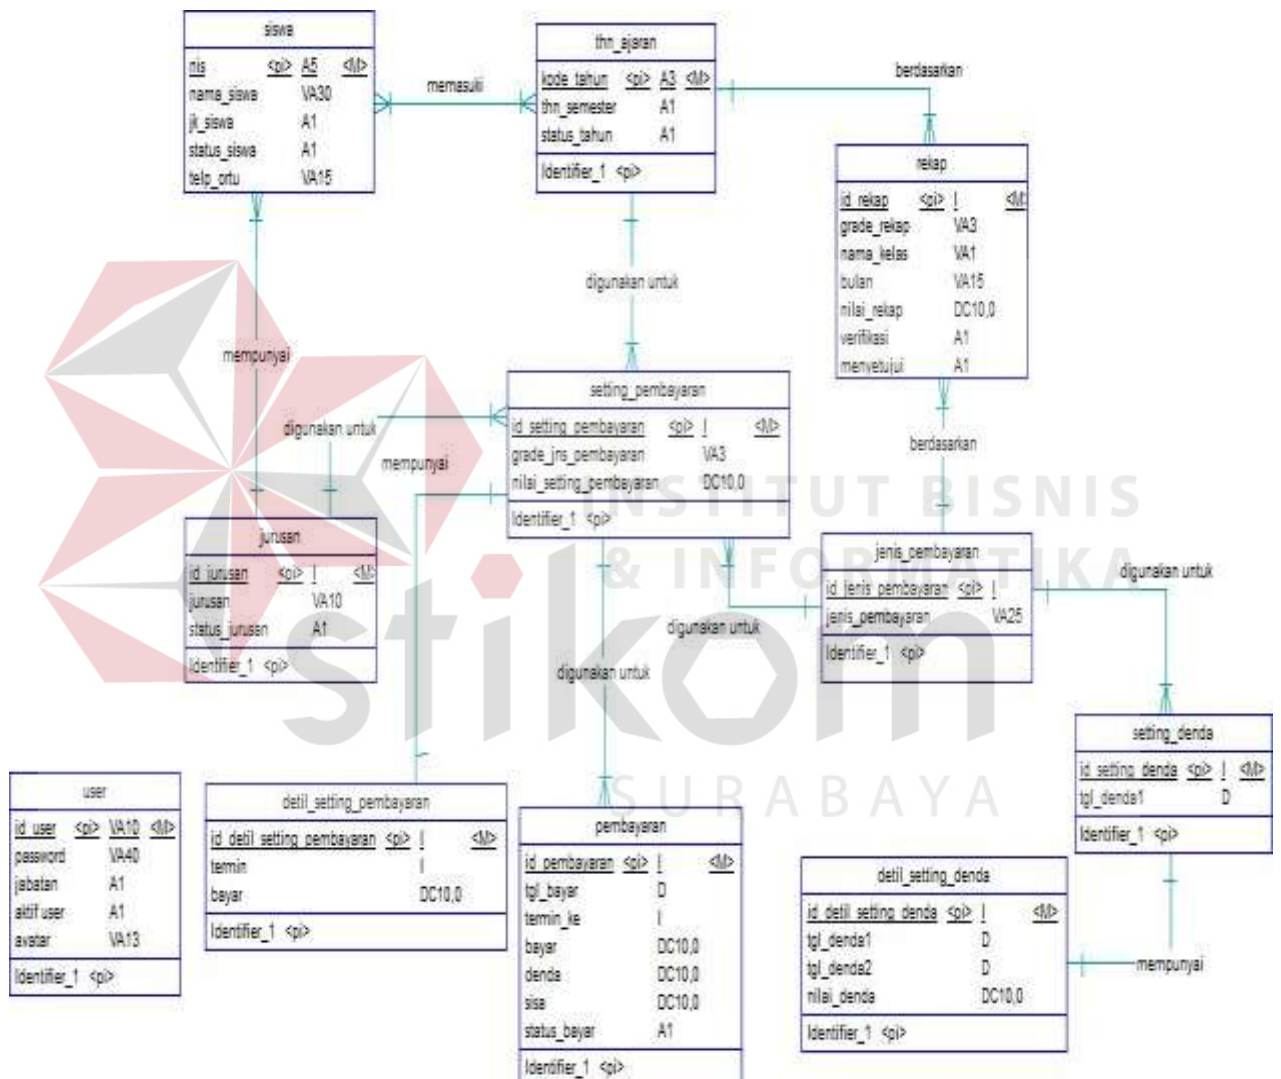 siswa
nis <pi> A5 <M>
nama_siswa VA30
jk_siswa A1
status_siswa A1
telp_ortu VA15
memasuki
thn_ajaran
kode_tahun <pi> A3 <M>
thn_semester A1
status_tahun A1
Identifier_1 <pi>
berdasarkan
rekap
id_rekap <pi> I <M>
grade_rekap VA3
nama_kelas VA1
bulan VA15
nilai_rekap DC10,0
verifikasi A1
menyetujui A1
digunakan untuk
mempunyai
setting_pembayaran
id_setting_pembayaran <pi> I <M>
grade_jns_pembayaran VA3
nilai_setting_pembayaran DC10,0
Identifier_1 <pi>
digunakan untuk
mempunyai
berdasarkan
INSTITUT BISNIS
& INFORMATIKA
stikom
SURABAYA
jurusan
id_jurusan <pi> I <M>
jurusan VA10
status_jurusan A1
Identifier_1 <pi>
jenis_pembayaran
id_jenis_pembayaran <pi> I
jenis_pembayaran VA25
Identifier_1 <pi>
digunakan untuk
digunakan untuk
digunakan untuk
setting_denda
id_setting_denda <pi> I <M>
tgl_denda1 D
Identifier_1 <pi>
user
id_user <pi> VA10 <M>
password VA40
jabatan A1
aktif user A1
avatar VA13
Identifier_1 <pi>
detil_setting_pembayaran
id_detil_setting_pembayaran <pi> I <M>
termin I
bayar DC10,0
Identifier_1 <pi>
pembayaran
id_pembayaran <pi> I <M>
tgl_bayar D
termin_ke I
bayar DC10,0
denda DC10,0
sisa DC10,0
status_bayar A1
Identifier_1 <pi>
detil_setting_denda
id_detil_setting_denda <pi> I <M>
tgl_denda1 D
tgl_denda2 D
nilai_denda DC10,0
Identifier_1 <pi>
mempunyai